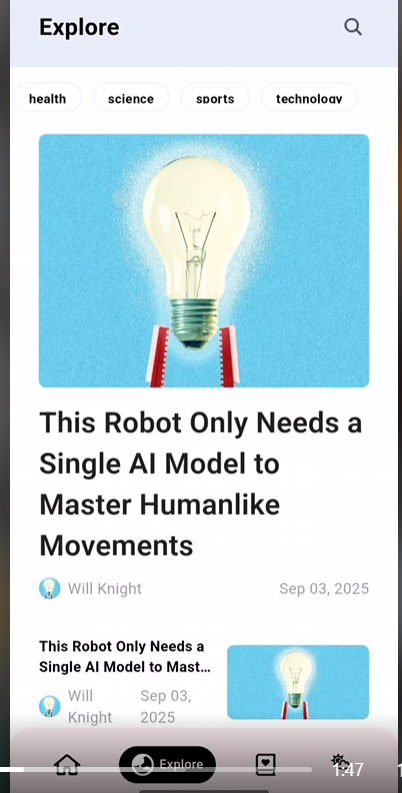 Explore
health
science
sports
technology
This Robot Only Needs a
Single AI Model to
Master Humanlike
Movements
Will Knight
Sep 03, 2025
This Robot Only Needs a
Single AI Model to Mast...
Will
Knight
Sep 03,
2025
Explore
1:47